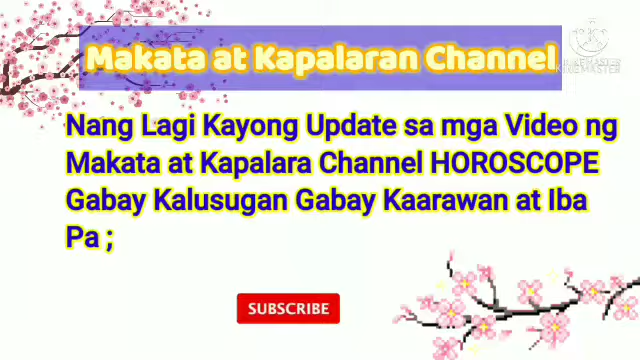 Makata at Kapalaran Channel
KINEMASTER
Nang Lagi Kayong Update sa mga Video ng
Makata at Kapalara Channel HOROSCOPE
Gabay Kalusugan Gabay Kaarawan at Iba
Pa ;
SUBSCRIBE